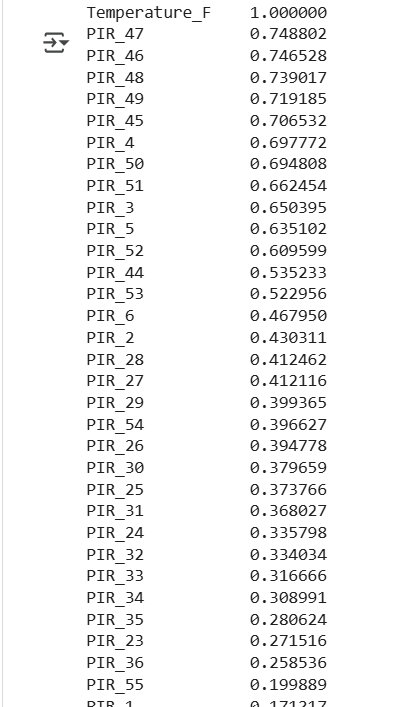 Temperature_F 1.000000
PIR_47 0.748802
PIR_46 0.746528
PIR_48 0.739017
PIR_49 0.719185
PIR_45 0.706532
PIR_4 0.697772
PIR_50 0.694808
PIR_51 0.662454
PIR_3 0.650395
PIR_5 0.635102
PIR_52 0.609599
PIR_44 0.535233
PIR_53 0.522956
PIR_6 0.467950
PIR_2 0.430311
PIR_28 0.412462
PIR_27 0.412116
PIR_29 0.399365
PIR_54 0.396627
PIR_26 0.394778
PIR_30 0.379659
PIR_25 0.373766
PIR_31 0.368027
PIR_24 0.335798
PIR_32 0.334034
PIR_33 0.316666
PIR_34 0.308991
PIR_35 0.280624
PIR_23 0.271516
PIR_36 0.258536
PIR_55 0.199889
PIR_1 0.171217